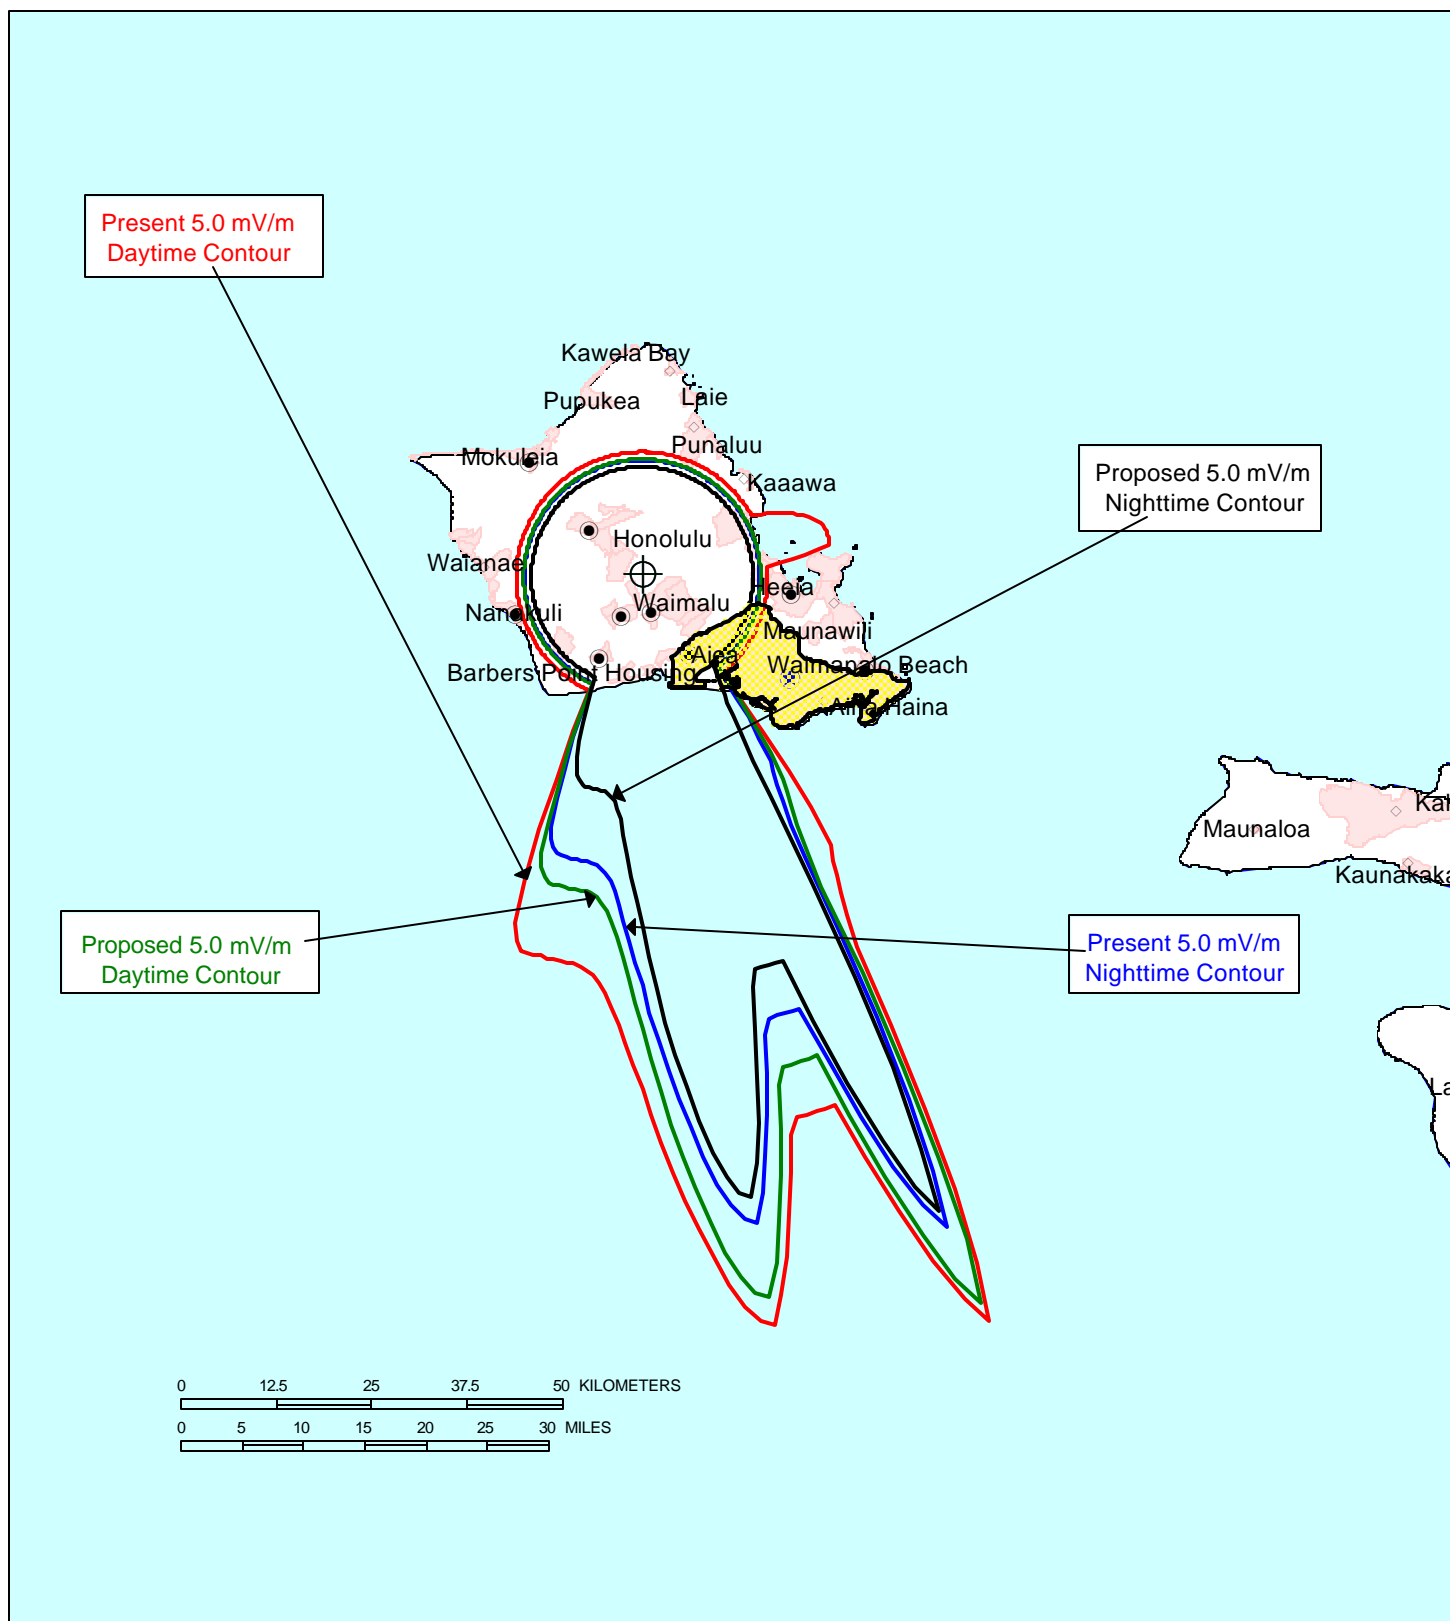 Present 5.0 mV/m
Daytime Contour
Kawela Bay
Laie
Pupukea
Punaluu
Mokuleia
Kaaawa
Proposed 5.0 mV/m
Nighttime Contour
Honolulu
Waianae
Heeia
Waimalu
Nanakuli
Maunawili
Aiea
Waimanalo Beach
Barbers Point Housing
Aina Haina
Maunaloa
Kah
Kaunakaka
Proposed 5.0 mV/m
Daytime Contour
Present 5.0 mV/m
Nighttime Contour
La
0 12.5 25 37.5 50 KILOMETERS
0 5 10 15 20 25 30 MILES